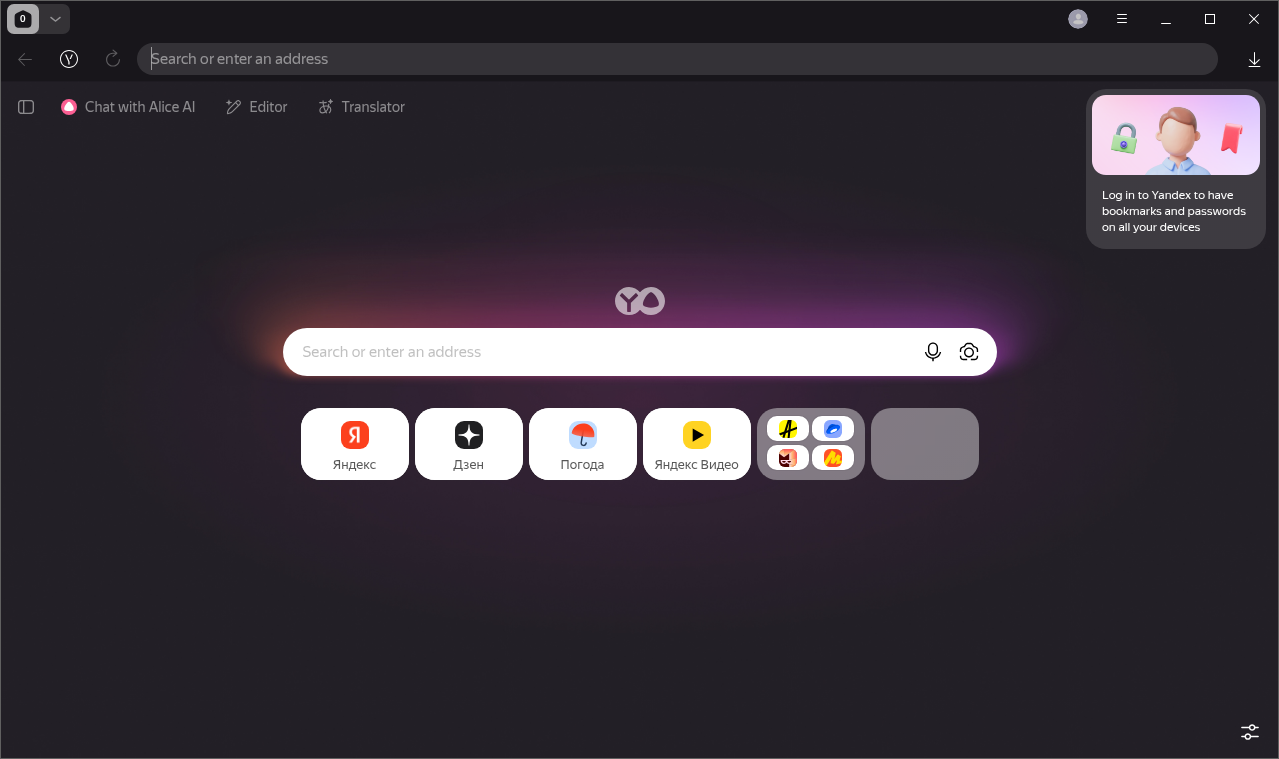 0
Search or enter an address
Chat with Alice AI
Editor
Translator
Log in to Yandex to have
bookmarks and passwords
on all your devices
Search or enter an address
Яндекс
Дзен
Погода
Яндекс Видео